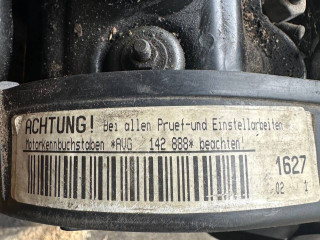 ACHTUNG! Bei allen Pruef-und Einstellarbeiten
Motorkennbuchstaben *AVG 142 888* beachten!
1627
02 1